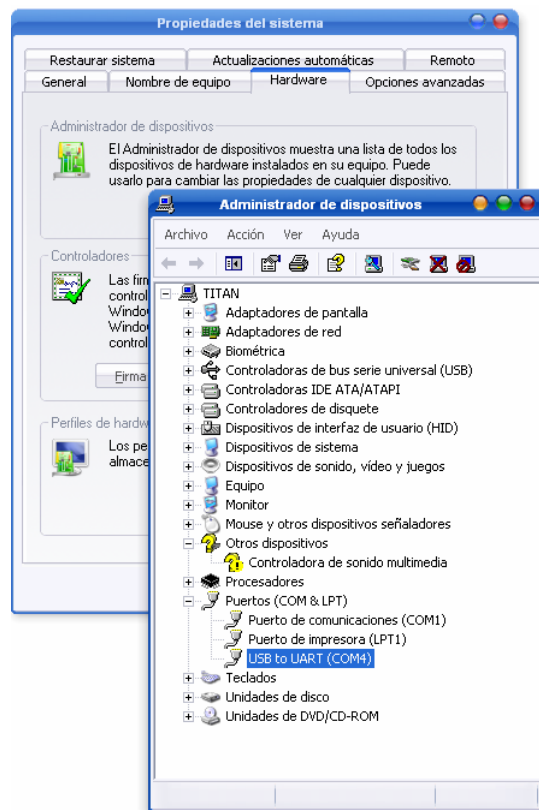 Propiedades del sistema
Restaurar sistema Actualizaciones automáticas Remoto
General Nombre de equipo Hardware Opciones avanzadas
Administrador de dispositivos
El Administrador de dispositivos muestra una lista de todos los
dispositivos de hardware instalados en su equipo. Puede
usarlo para cambiar las propiedades de cualquier dispositivo.
Controladores
Las firm
control
Windo
Windo
control
Firma
Perfiles de hardw
Los pe
almace
Administrador de dispositivos
Archivo Acción Ver Ayuda
TITAN
Adaptadores de pantalla
Adaptadores de red
Biométrica
Controladoras de bus serie universal (USB)
Controladoras IDE ATA/ATAPI
Controladores de disquete
Dispositivos de interfaz de usuario (HID)
Dispositivos de sistema
Dispositivos de sonido, vídeo y juegos
Equipo
Monitor
Mouse y otros dispositivos señaladores
Otros dispositivos
Controladora de sonido multimedia
Procesadores
Puertos (COM & LPT)
Puerto de comunicaciones (COM1)
Puerto de impresora (LPT1)
USB to UART (COM4)
Teclados
Unidades de disco
Unidades de DVD/CD-ROM